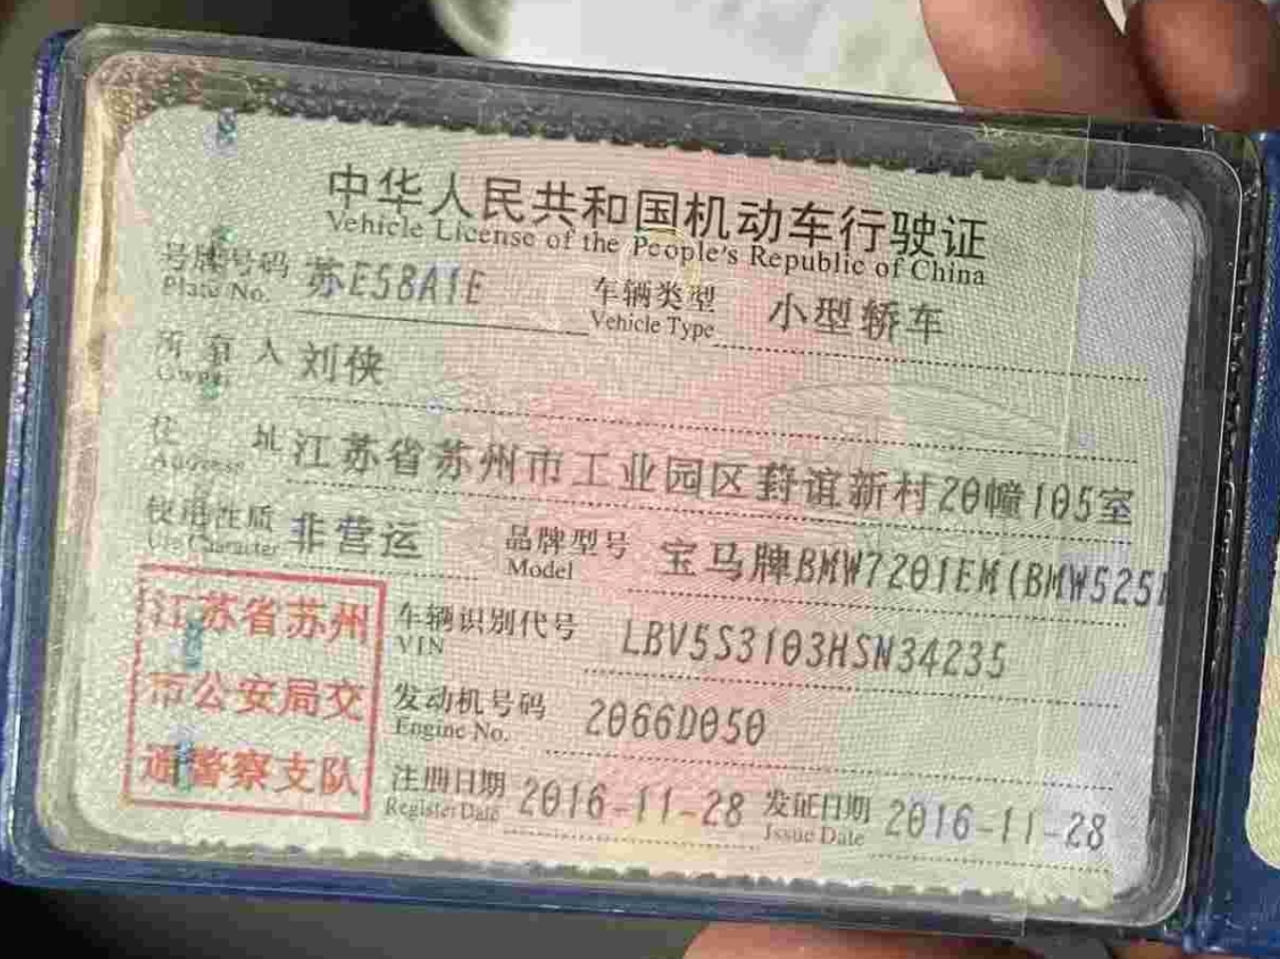 中华人民共和国机动车行驶证
Vehicle License of the People's Republic of China
号牌号码 苏E5BA1E 车辆类型 小型轿车
Plate No. Vehicle Type
所有人 刘侠
Owner
住址 江苏省苏州市工业园区葑谊新村20幢105室
Address
使用性质 非营运 品牌型号 宝马牌BMW7201EM(BMW525L
Use Character Model
江苏省苏州
市公安局交
通警察支队
车辆识别代号 LBV5S3103HSN34235
VIN
发动机号码 2066D050
Engine No.
注册日期 2016-11-28 发证日期 2016-11-28
Register Date Issue Date